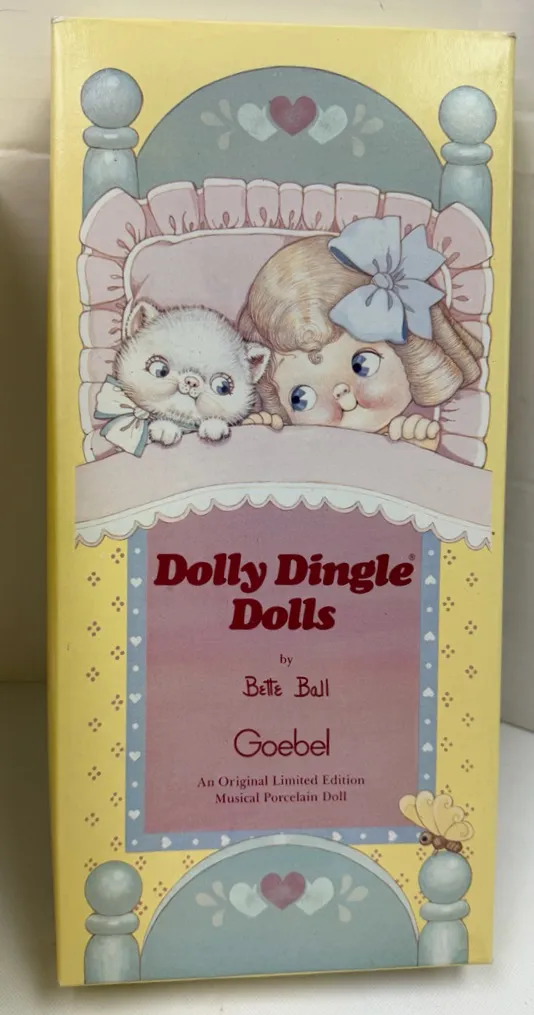 Dolly Dingle®
Dolls
by
Bette Ball
Goebel
An Original Limited Edition
Musical Porcelain Doll